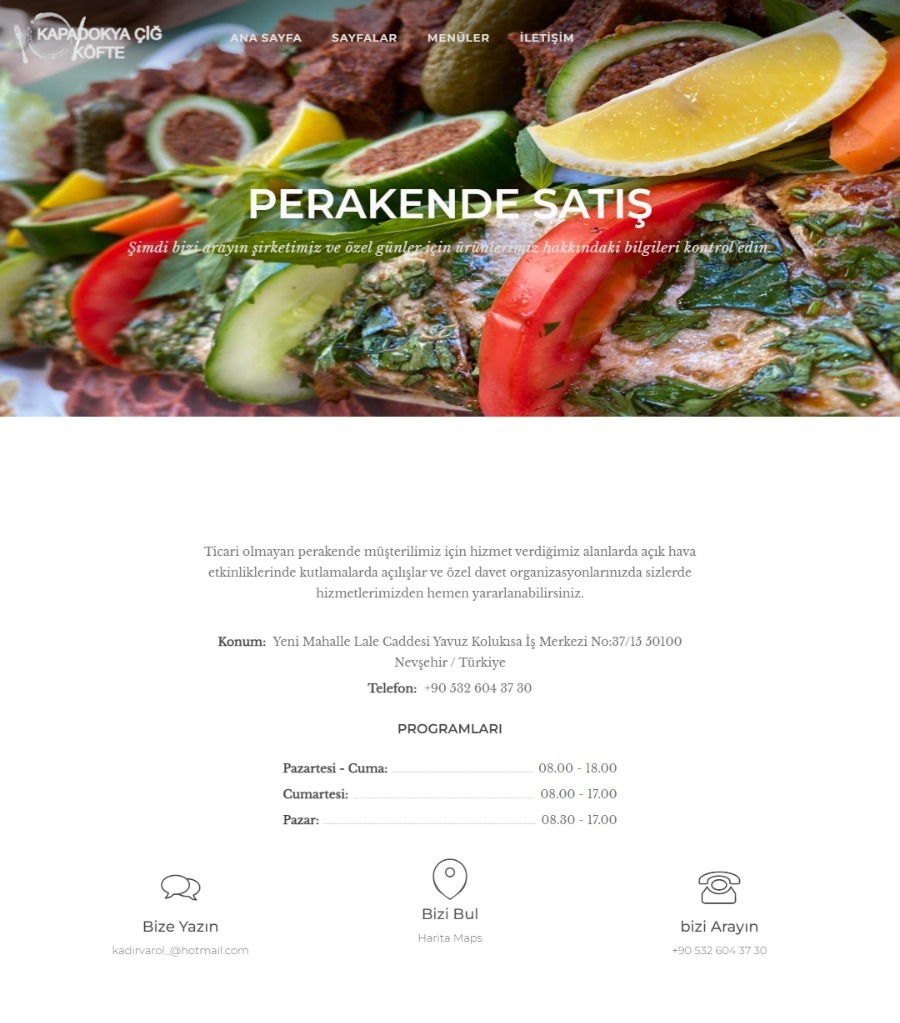 KAPADOKYA ÇİĞ
KÖFTE
ANA SAYFA SAYFALAR MENÜLER İLETİŞİM
PERAKENDE SATIŞ
Şimdi bizi arayın şirketimiz ve özel günler için ürünlerimiz hakkındaki bilgileri kontrol edin.
Ticari olmayan perakende müşterilimiz için hizmet verdiğimiz alanlarda açık hava
etkinliklerinde kutlamalarda açılışlar ve özel davet organizasyonlarınızda sizlerde
hizmetlerimizden hemen yararlanabilirsiniz.
Konum: Yeni Mahalle Lale Caddesi Yavuz Kolukısa İş Merkezi No:37/15 50100
Nevşehir / Türkiye
Telefon: +90 532 604 37 30
PROGRAMLARI
Pazartesi - Cuma: 08.00 - 18.00
Cumartesi: 08.00 - 17.00
Pazar: 08.30 - 17.00
Bize Yazın
kadirvarol_@hotmail.com
Bizi Bul
Harita Maps
bizi Arayın
+90 532 604 37 30